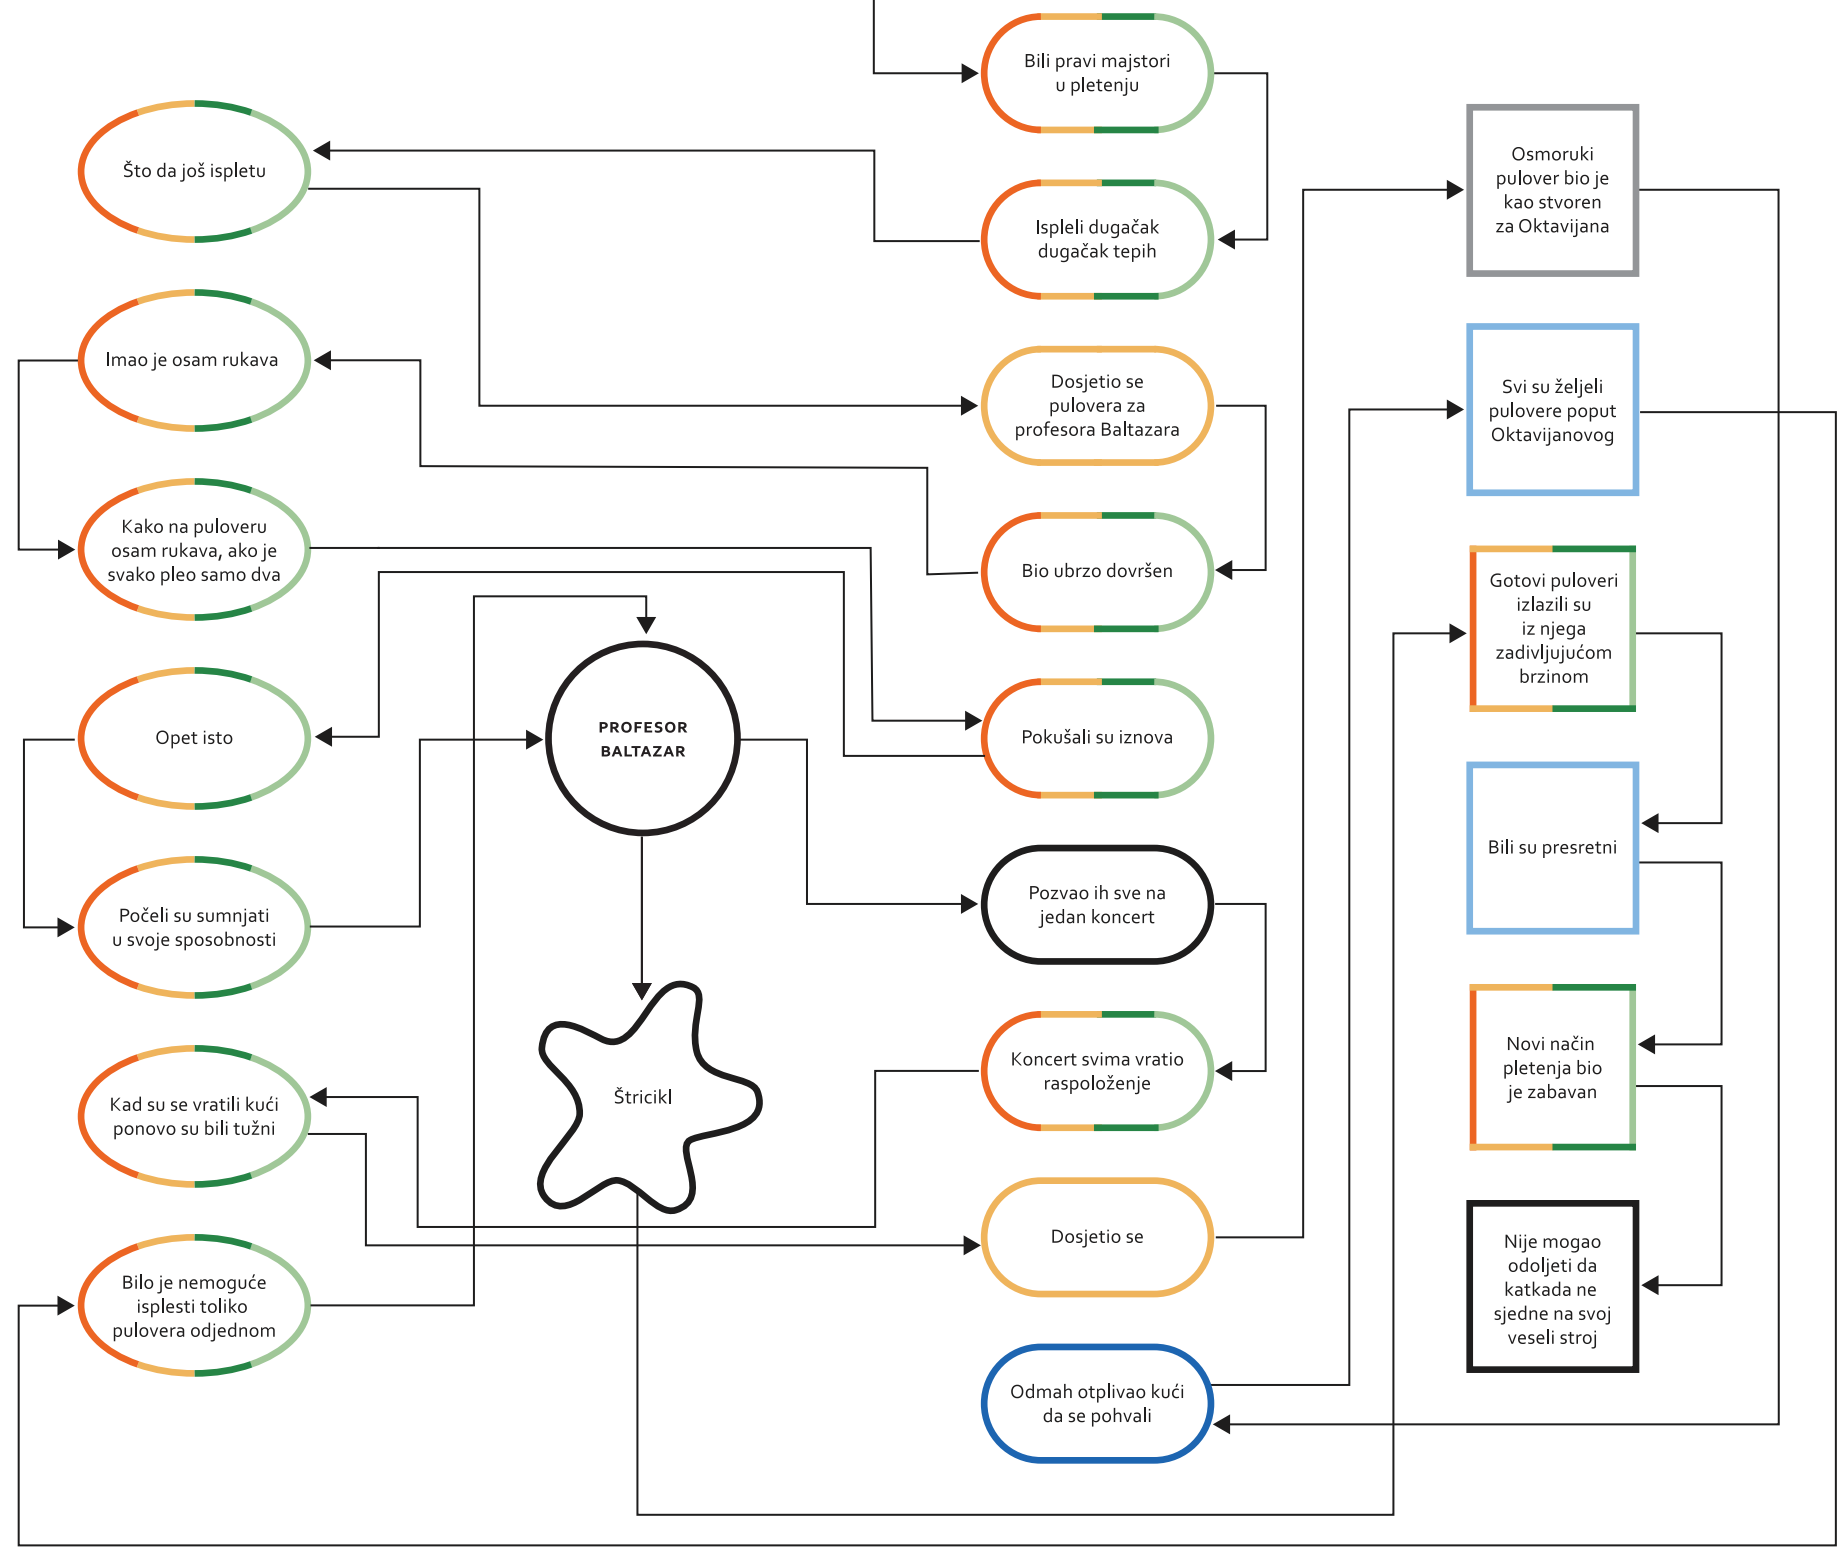 Bili pravi majstori
u pletenju
Što da još ispletu
Ispleli dugačak
dugačak tepih
Osmoruki
pulover bio je
kao stvoren
za Oktavijana
Imao je osam rukava
Dosjetio se
pulovera za
profesora Baltazara
Svi su željeli
pulovere poput
Oktavijanovog
Kako na puloveru
osam rukava, ako je
svako pleo samo dva
Bio ubrzo dovršen
Gotovi puloveri
izlazili su
iz njega
zadivljujućom
brzinom
Opet isto
PROFESOR
BALTAZAR
Pokušali su iznova
Bili su presretni
Počeli su sumnjati
u svoje sposobnosti
Pozvao ih sve na
jedan koncert
Kad su se vratili kući
ponovo su bili tužni
Štricikl
Koncert svima vratio
raspoloženje
Novi način
pletenja bio
je zabavan
Bilo je nemoguće
isplesti toliko
pulovera odjednom
Dosjetio se
Nije mogao
odoljeti da
katkada ne
sjedne na svoj
veseli stroj
Odmah otplivao kući
da se pohvali